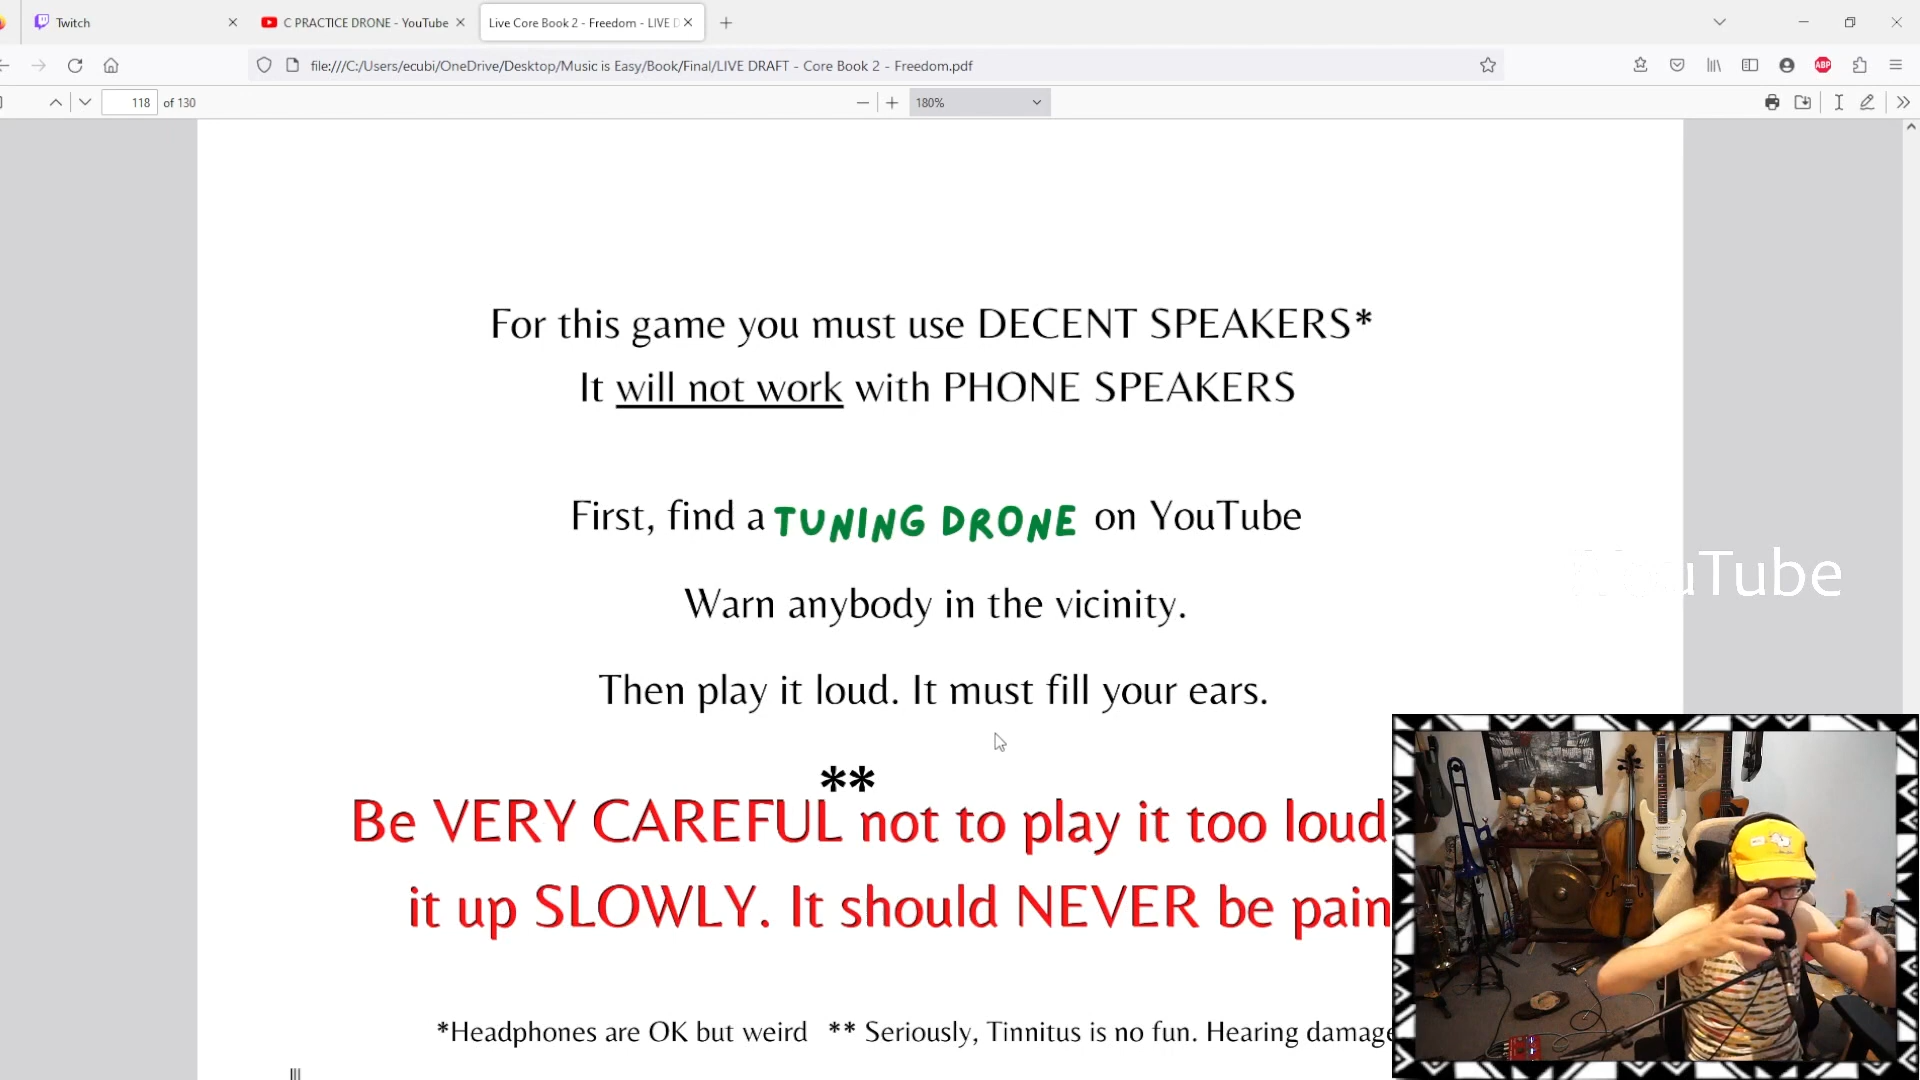 Twitch
C PRACTICE DRONE - YouTube
Live Core Book 2 - Freedom - LIVE D
file:///C:/Users/ecubi/OneDrive/Desktop/Music is Easy/Book/Final/LIVE DRAFT - Core Book 2 - Freedom.pdf
ABP
118 of 130
180%
For this game you must use DECENT SPEAKERS*
It will not work with PHONE SPEAKERS
First, find a TUNING DRONE on YouTube
YouTube
Warn anybody in the vicinity.
Then play it loud. It must fill your ears.
**
Be VERY CAREFUL not to play it too loud
it up SLOWLY. It should NEVER be pain
*Headphones are OK but weird ** Seriously, Tinnitus is no fun. Hearing damage